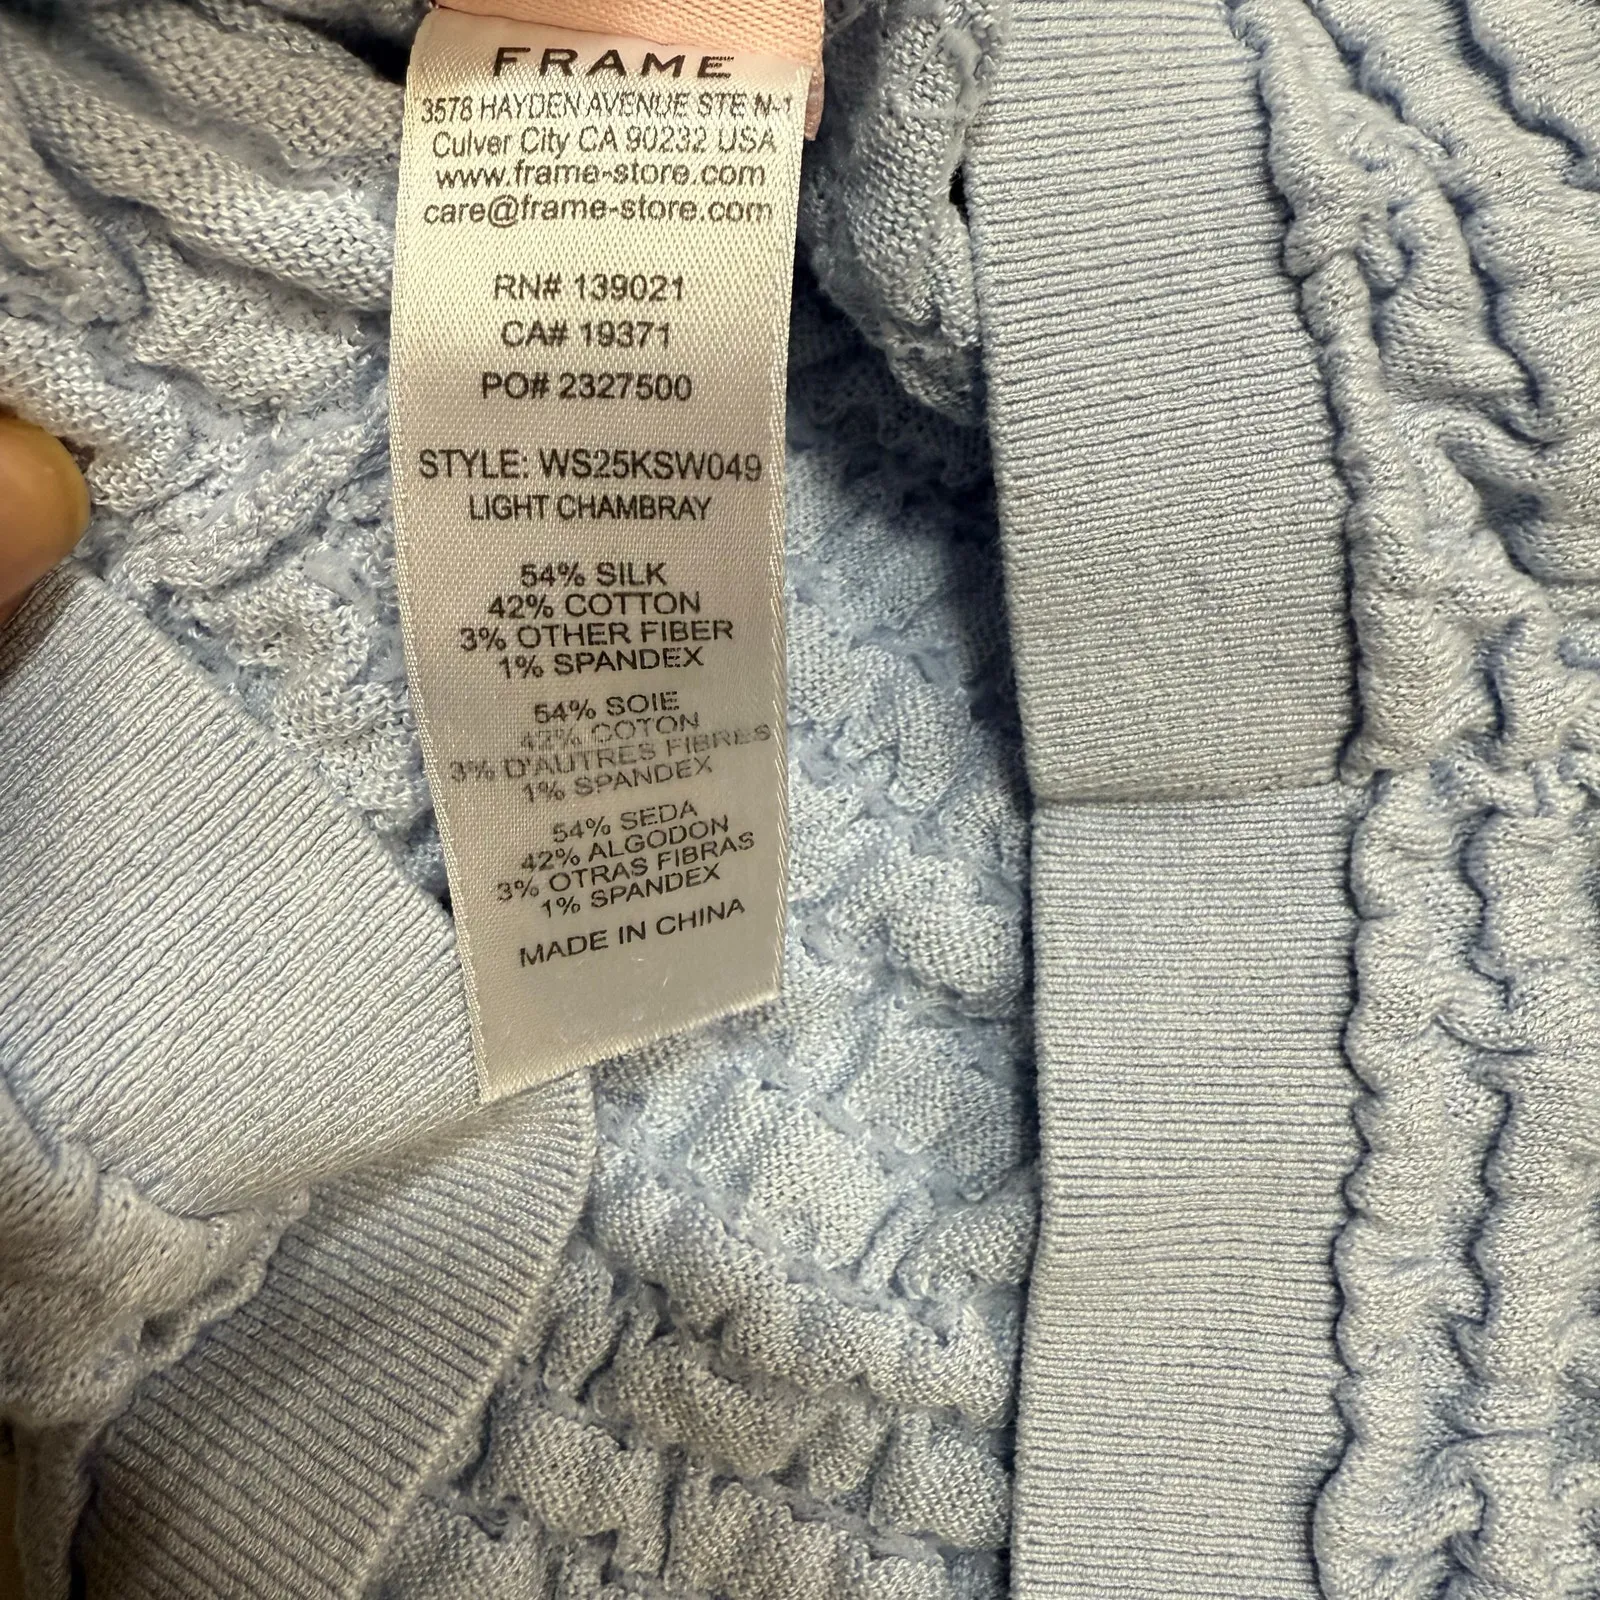 FRAME
3578 HAYDEN AVENUE STE N-1
Culver City CA 90232 USA
www.frame-store.com
care@frame-store.com
RN# 139021
CA# 19371
PO# 2327500
STYLE: WS25KSW049
LIGHT CHAMBRAY
54% SILK
42% COTTON
3% OTHER FIBER
1% SPANDEX
54% SOIE
42% COTON
3% D'AUTRES FIBRES
1% SPANDEX
54% SEDA
42% ALGODON
3% OTRAS FIBRAS
1% SPANDEX
MADE IN CHINA